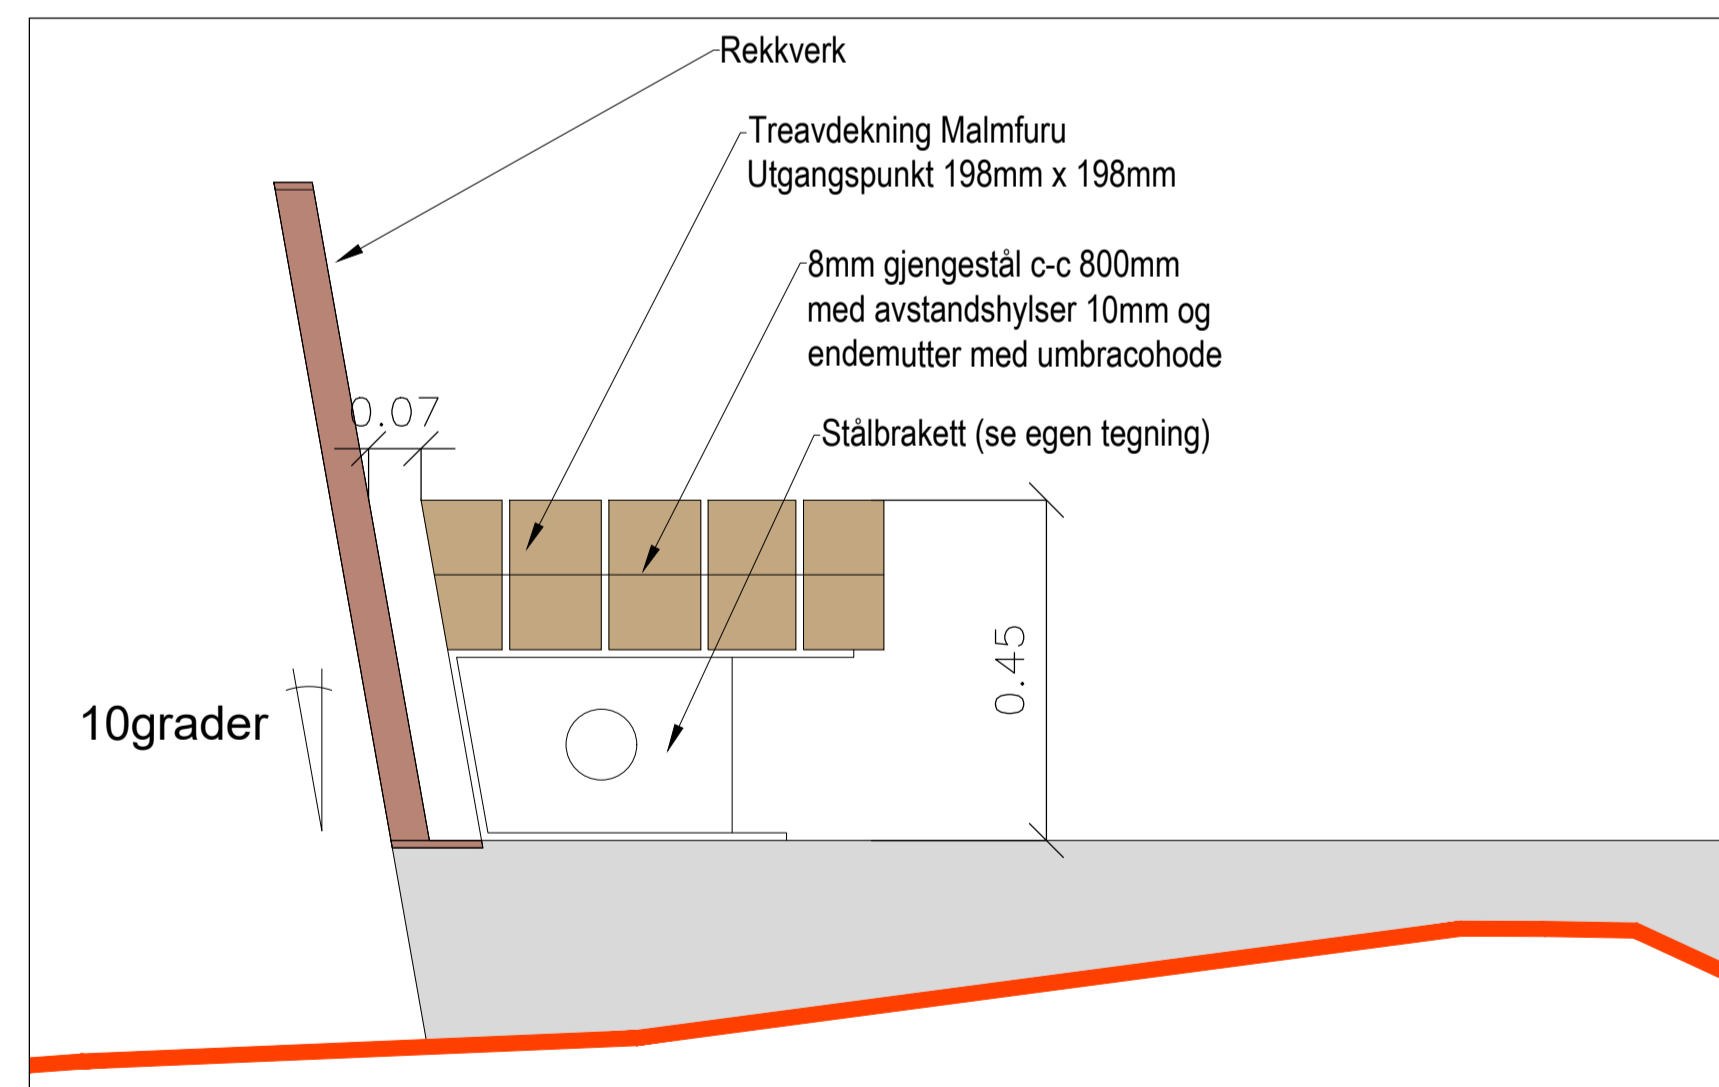 Rekkverk
Treavdekning Malmfuru
Utgangspunkt 198mm x 198mm
8mm gjengestål c-c 800mm
med avstandshylser 10mm og
endemutter med umbracohode
0.07
Stålbrakett (se egen tegning)
0.45
10grader